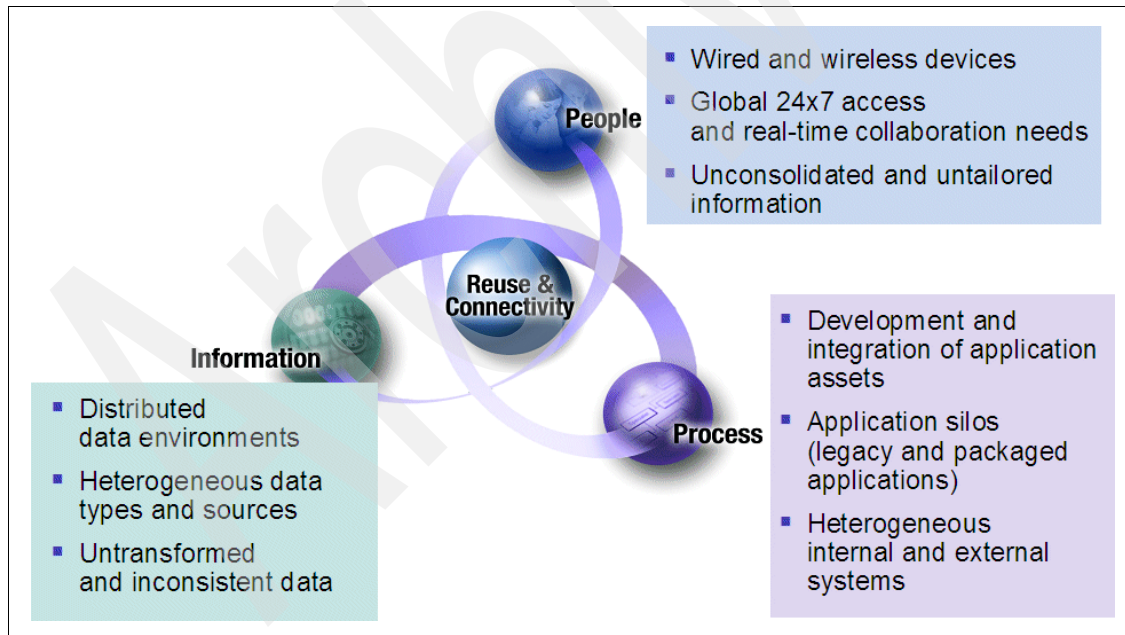 People
▪ Wired and wireless devices
▪ Global 24x7 access
and real-time collaboration needs
▪ Unconsolidated and untailored
information
Reuse &
Connectivity
Information
▪ Distributed
data environments
▪ Heterogeneous data
types and sources
▪ Untransformed
and inconsistent data
Process
▪ Development and
integration of application
assets
▪ Application silos
(legacy and packaged
applications)
▪ Heterogeneous
internal and external
systems